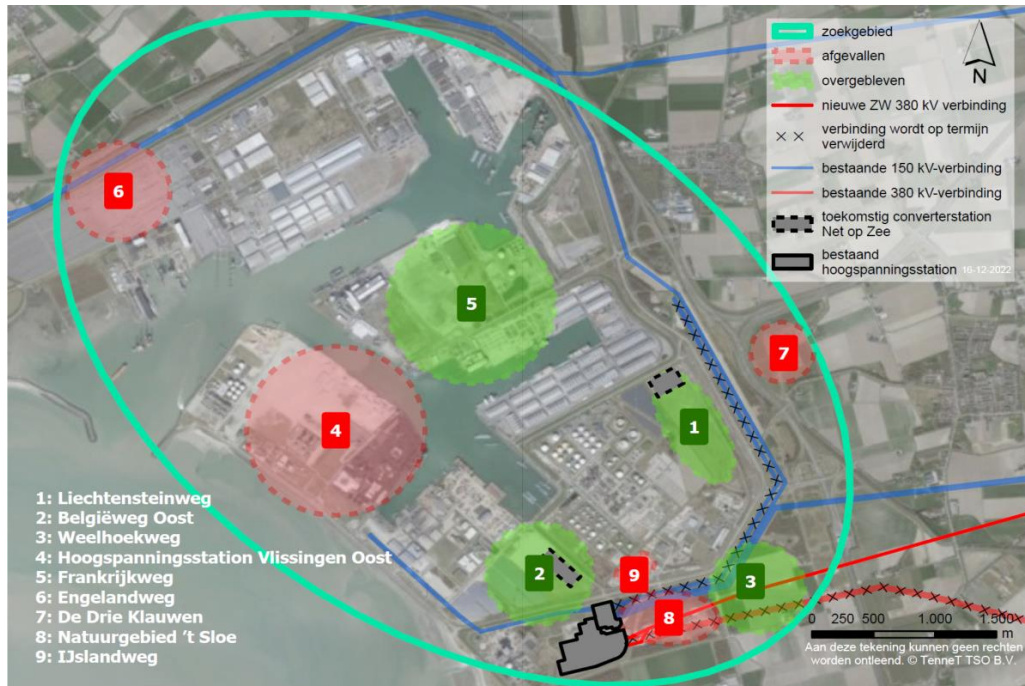 zoekgebied
afgevallen
overgebleven
nieuwe ZW 380 kV verbinding
verbinding wordt op termijn
verwijderd
bestaande 150 kV-verbinding
bestaande 380 kV-verbinding
toekomstig converterstation
Net op Zee
bestaand
hoogspanningsstation
16-12-2022
N
6
5
7
4
1
2
9
3
8
1: Liechtensteinweg
2: Belgiëweg Oost
3: Weelhoekweg
4: Hoogspanningsstation Vlissingen Oost
5: Frankrijkweg
6: Engelandweg
7: De Drie Klauwen
8: Natuurgebied ’t Sloe
9: IJslandweg
0 250 500 1.000 1.500
m
Aan deze tekening kunnen geen rechten
worden ontleend. © TenneT TSO B.V.